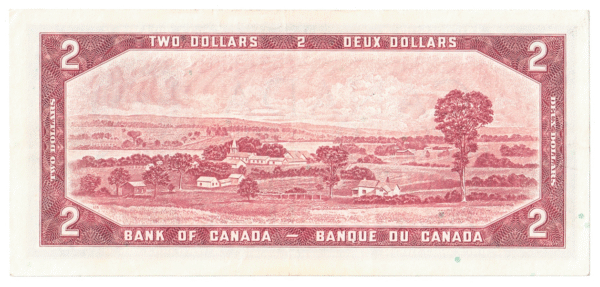 2 TWO DOLLARS 2 DEUX DOLLARS 2
TWO DOLLARS
DEUX DOLLARS
2 BANK OF CANADA — BANQUE DU CANADA 2